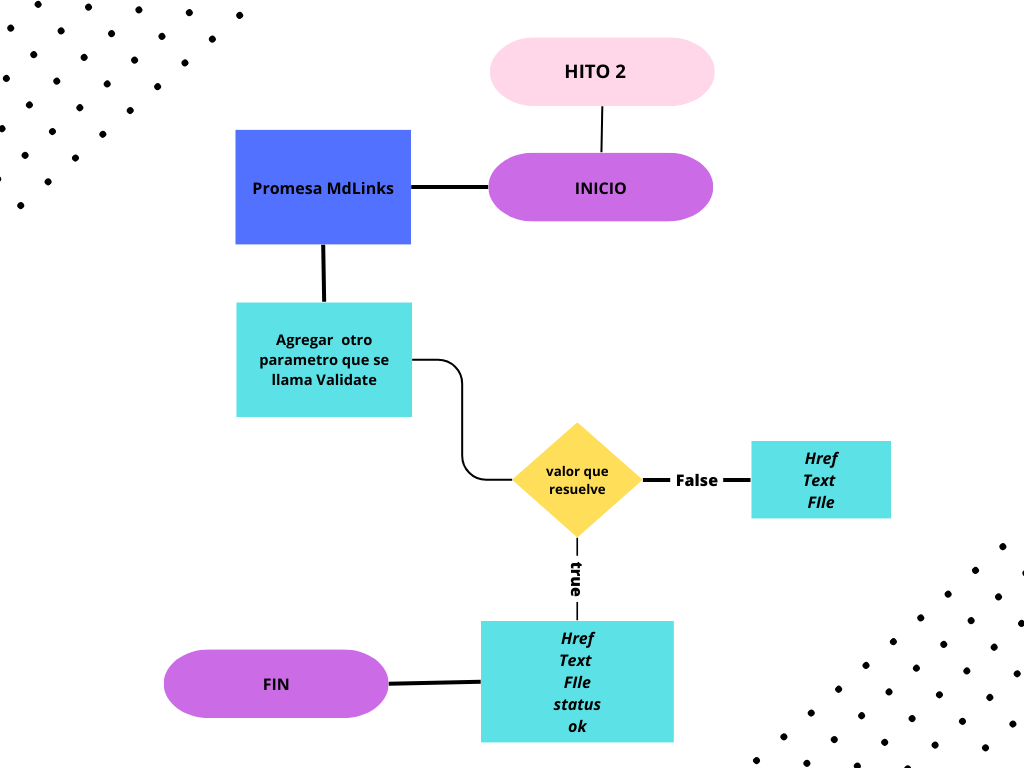 HITO 2
Promesa MdLinks
INICIO
Agregar otro
parametro que se
llama Validate
valor que
resuelve
False
Href
Text
FIle
true
Href
Text
FIle
status
ok
FIN